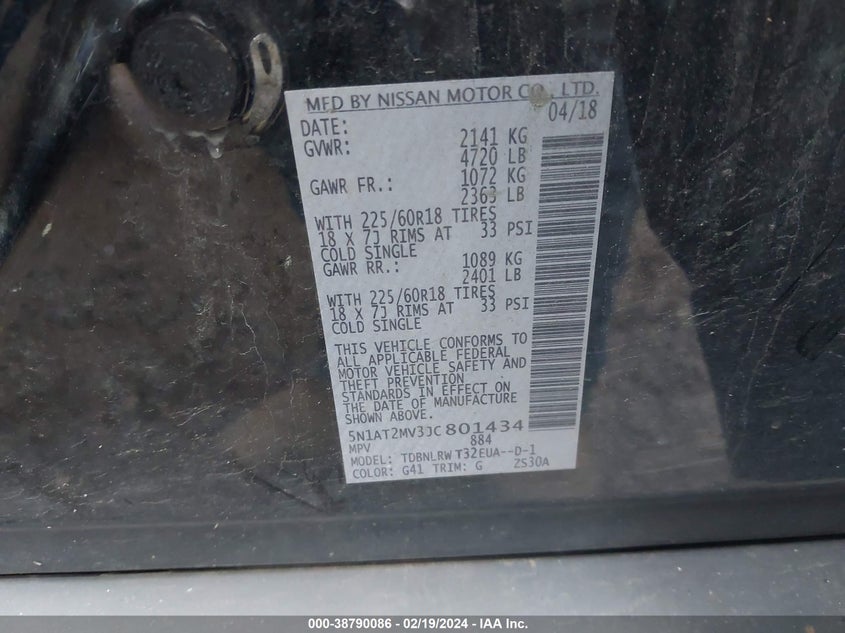 MFD BY NISSAN MOTOR CO., LTD.
DATE: 04/18
GVWR: 2141 KG
4720 LB
GAWR FR.: 1072 KG
2363 LB
WITH 225/60R18 TIRES
18 X 7J RIMS AT 33 PSI
COLD SINGLE
GAWR RR.: 1089 KG
2401 LB
WITH 225/60R18 TIRES
18 X 7J RIMS AT 33 PSI
COLD SINGLE
THIS VEHICLE CONFORMS TO
ALL APPLICABLE FEDERAL
MOTOR VEHICLE SAFETY AND
THEFT PREVENTION
STANDARDS IN EFFECT ON
THE DATE OF MANUFACTURE
SHOWN ABOVE
5N1AT2MV3JC801434
MPV 884
MODEL: TDBNLRW T32EUA--D-1
COLOR: G41 TRIM: G ZS30A
000-38790086 - 02/19/2024 - IAA Inc.